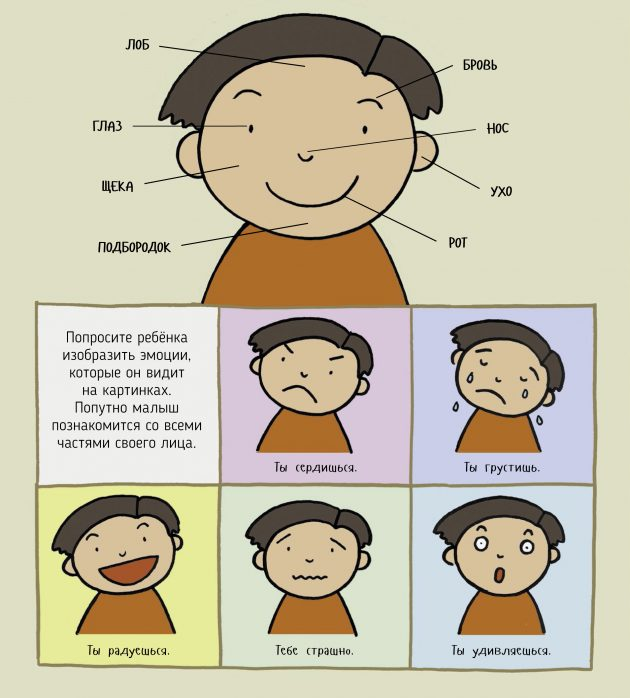 ЛОБ
БРОВЬ
ГЛАЗ
НОС
ЩЕКА
УХО
ПОДБОРОДОК
РОТ
Попросите ребёнка
изобразить эмоции,
которые он видит
на картинках.
Попутно малыш
познакомится со всеми
частями своего лица.
Ты сердишься.
Ты грустишь.
Ты радуешься.
Тебе страшно.
Ты удивляешься.